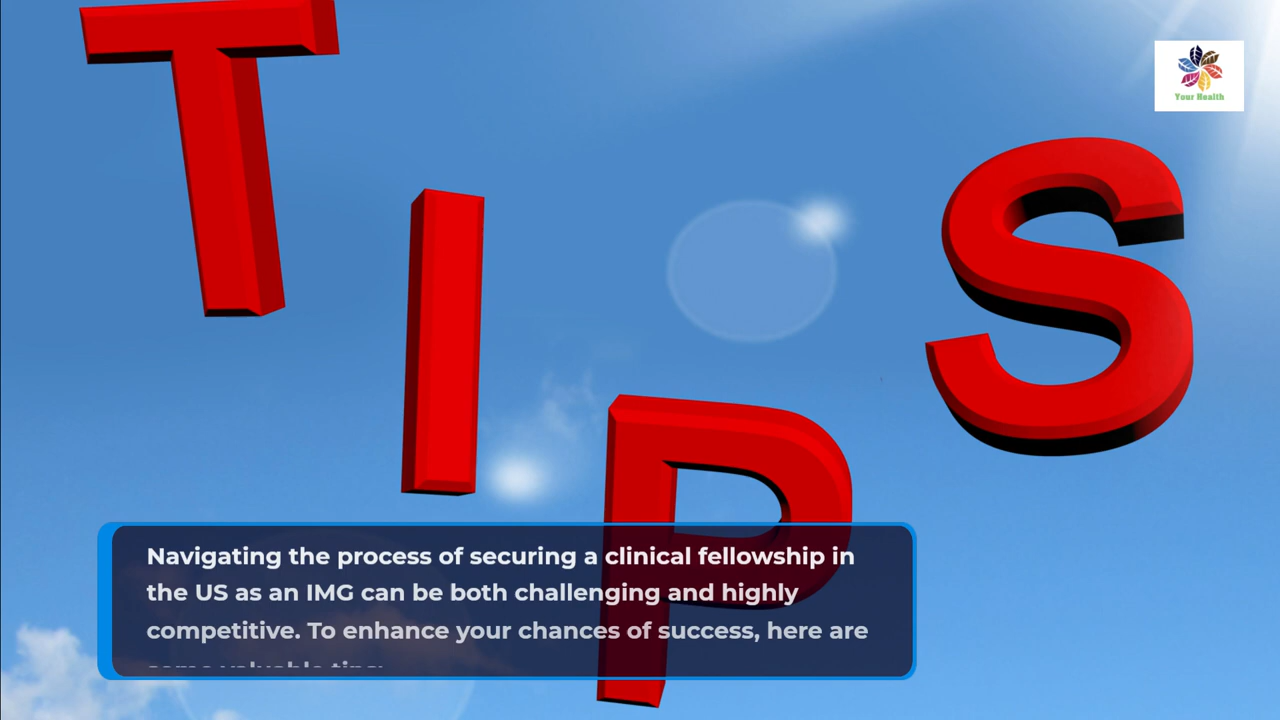 TIPS
Your Health
Navigating the process of securing a clinical fellowship in
the US as an IMG can be both challenging and highly
competitive. To enhance your chances of success, here are